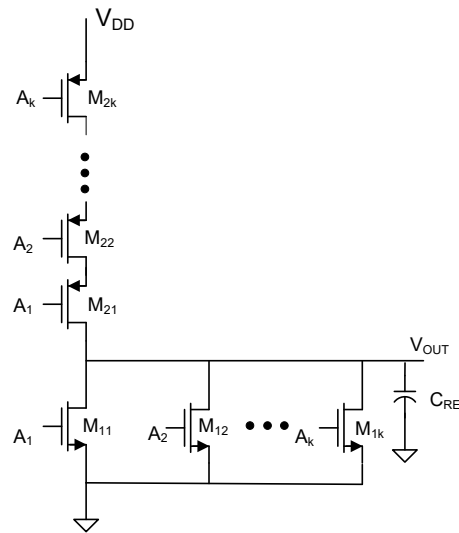 V_DD
A_k M_2k
A_2 M_22
A_1 M_21
V_OUT
C_RE
A_1 M_11
A_2 M_12
A_k M_1k